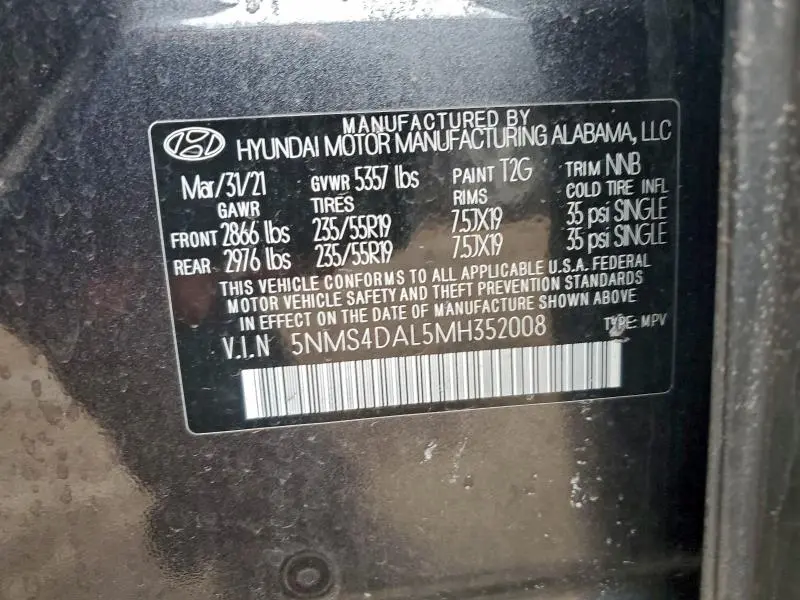 MANUFACTURED BY
HYUNDAI MOTOR MANUFACTURING ALABAMA, LLC
Mar/31/21 GVWR 5357 lbs PAINT T2G TRIM NNB
GAWR TIRES RIMS COLD TIRE INFL
FRONT 2866 lbs 235/55R19 7.5JX19 35 psi SINGLE
REAR 2976 lbs 235/55R19 7.5JX19 35 psi SINGLE
THIS VEHICLE CONFORMS TO ALL APPLICABLE U.S.A. FEDERAL
MOTOR VEHICLE SAFETY AND THEFT PREVENTION STANDARDS
IN EFFECT ON THE DATE OF MANUFACTURE SHOWN ABOVE.
V.I.N 5NMS4DAL5MH352008 TYPE: MPV